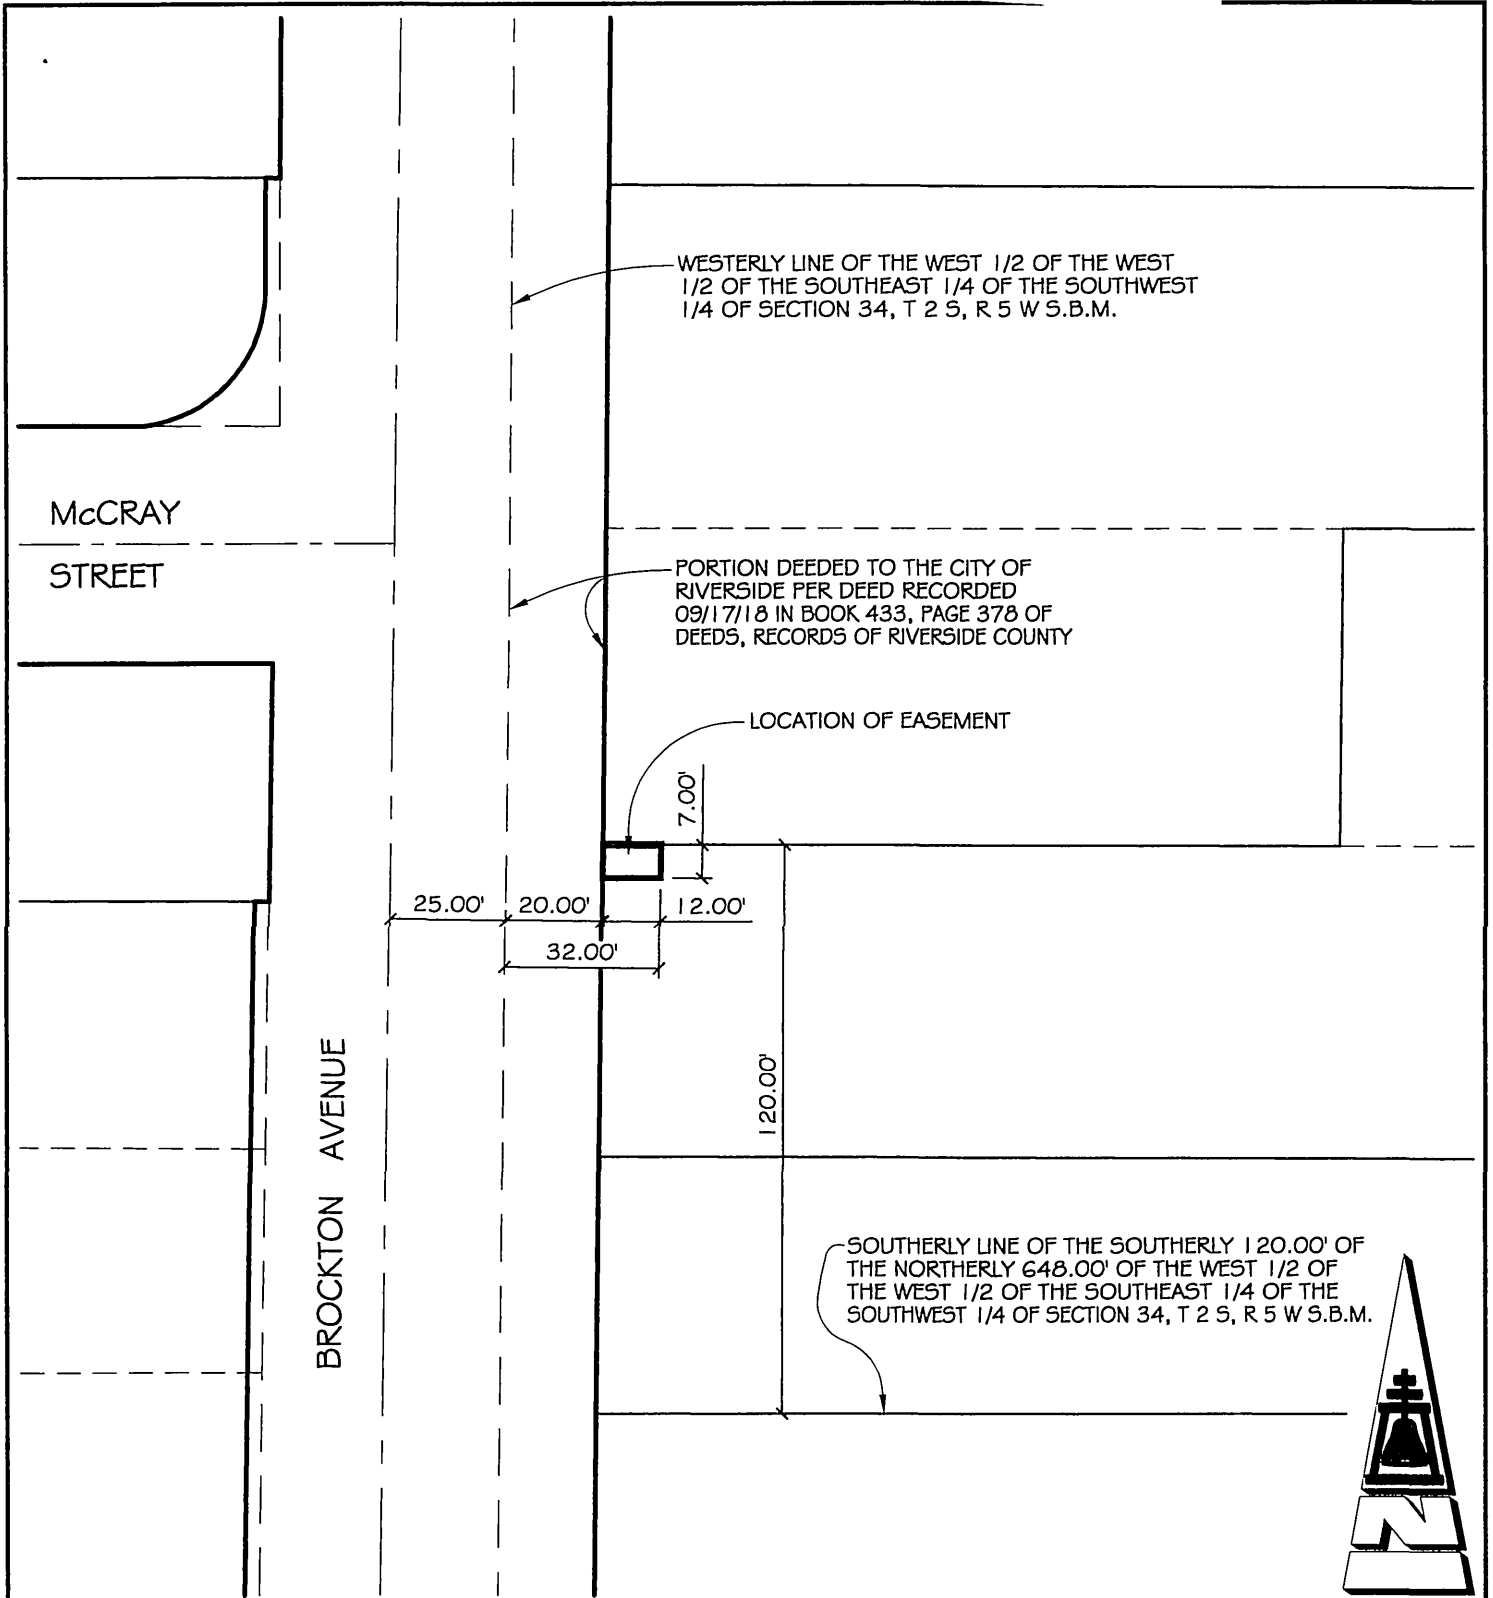 WESTERLY LINE OF THE WEST 1/2 OF THE WEST
1/2 OF THE SOUTHEAST 1/4 OF THE SOUTHWEST
1/4 OF SECTION 34, T 2 S, R 5 W S.B.M.
McCRAY
STREET
PORTION DEEDED TO THE CITY OF
RIVERSIDE PER DEED RECORDED
09/17/18 IN BOOK 433, PAGE 378 OF
DEEDS, RECORDS OF RIVERSIDE COUNTY
LOCATION OF EASEMENT
7.00'
25.00'
20.00'
12.00'
32.00'
120.00'
BROCKTON AVENUE
SOUTHERLY LINE OF THE SOUTHERLY 120.00' OF
THE NORTHERLY 648.00' OF THE WEST 1/2 OF
THE WEST 1/2 OF THE SOUTHEAST 1/4 OF THE
SOUTHWEST 1/4 OF SECTION 34, T 2 S, R 5 W S.B.M.
N